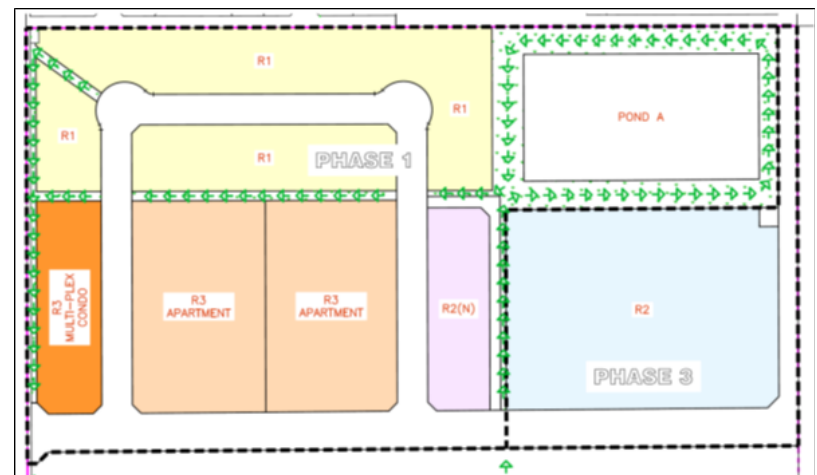 R1
R1
R1
R1
PHASE 1
POND A
R3
MULTI-PLEX
CONDO
R3
APARTMENT
R3
APARTMENT
R2(N)
R2
PHASE 3